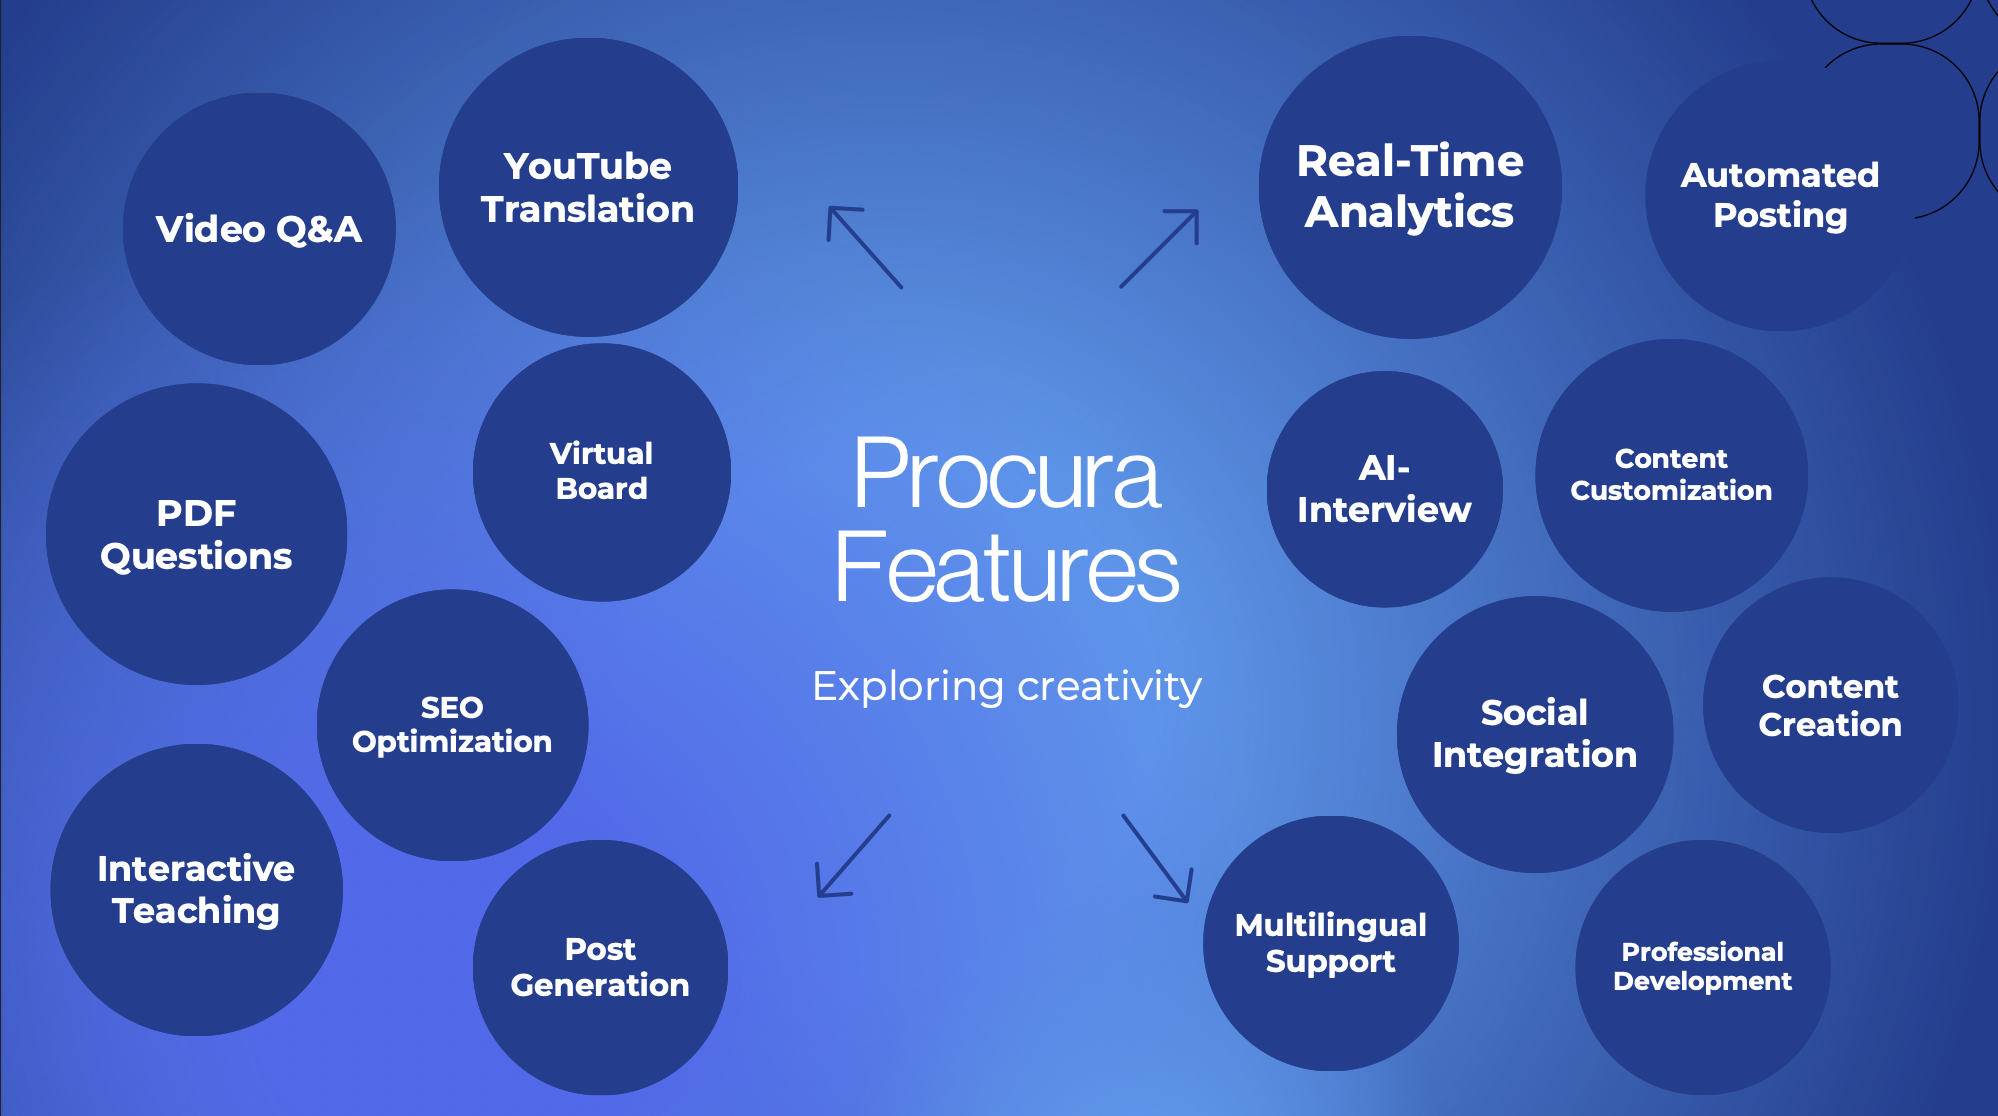 YouTube
Translation
Video Q&A
Real-Time
Analytics
Automated
Posting
Virtual
Board
PDF
Questions
Procura
Features
Exploring creativity
AI-
Interview
Content
Customization
SEO
Optimization
Social
Integration
Content
Creation
Interactive
Teaching
Post
Generation
Multilingual
Support
Professional
Development